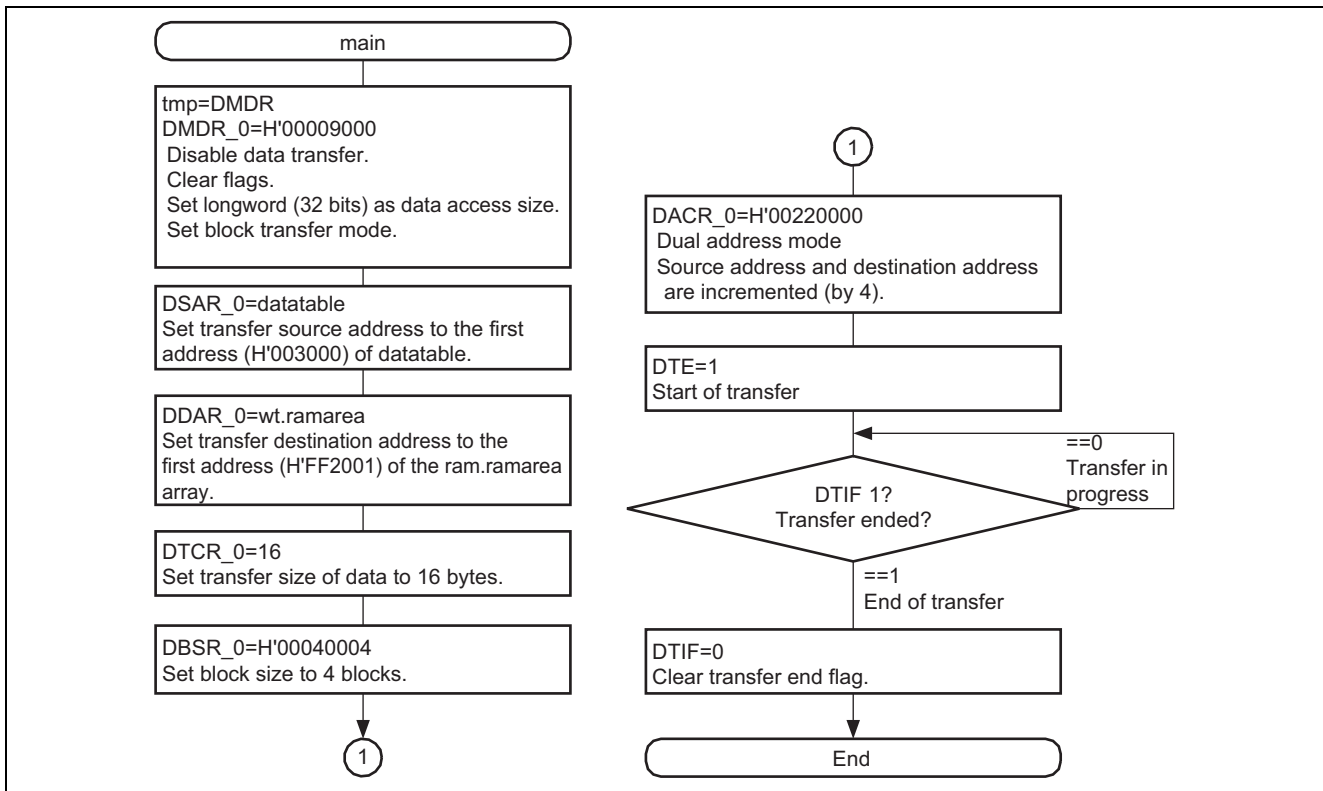 main
tmp=DMDR
DMDR_0=H'00009000
Disable data transfer.
Clear flags.
Set longword (32 bits) as data access size.
Set block transfer mode.
DSAR_0=datatable
Set transfer source address to the first
address (H'003000) of datatable.
DDAR_0=wt.ramarea
Set transfer destination address to the
first address (H'FF2001) of the ram.ramarea
array.
DTCR_0=16
Set transfer size of data to 16 bytes.
DBSR_0=H'00040004
Set block size to 4 blocks.
1
1
DACR_0=H'00220000
Dual address mode
Source address and destination address
are incremented (by 4).
DTE=1
Start of transfer
==0
Transfer in
progress
DTIF 1?
Transfer ended?
==1
End of transfer
DTIF=0
Clear transfer end flag.
End